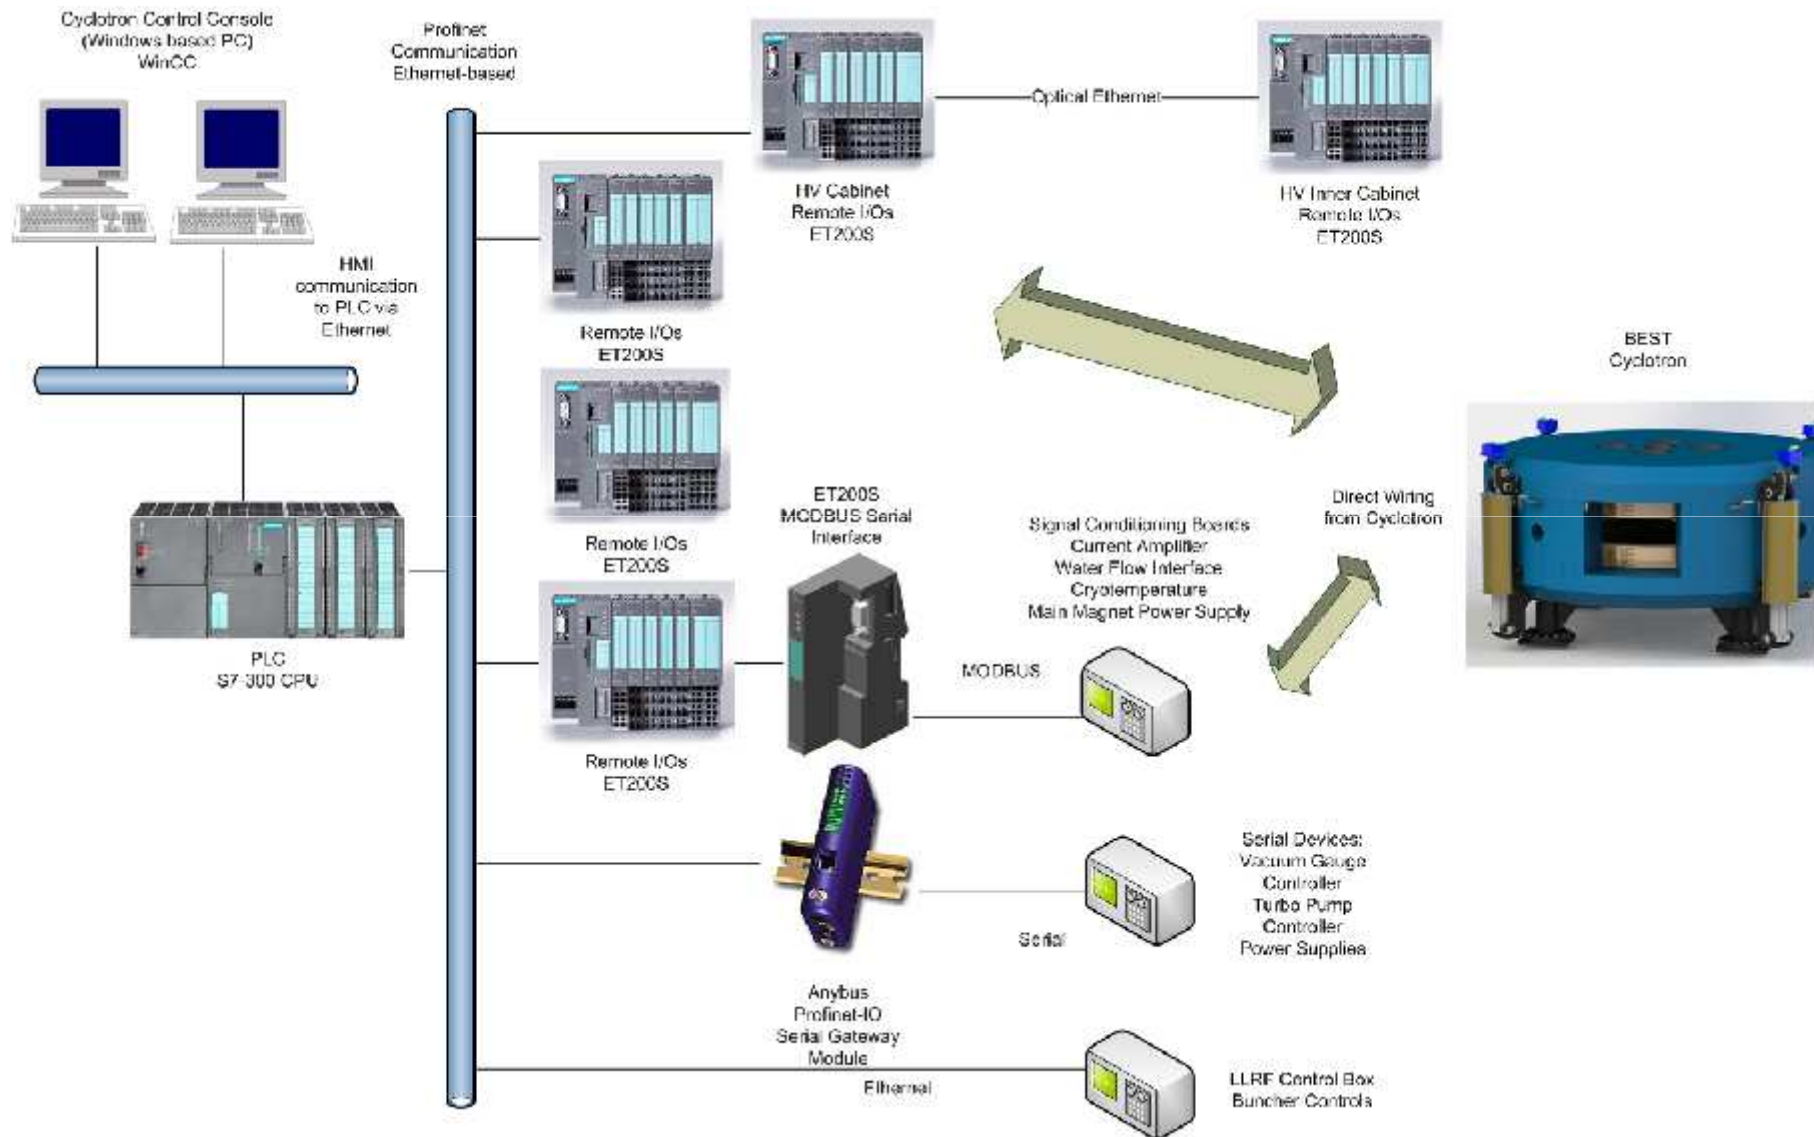 Cyclotron Control Console
(Windows based PC)
WinCC
Profinet
Communication
Ethernet-based
Optical Ethernet
HV Cabinet
Remote I/Os
ET200S
HV Inner Cabinet
Remote I/Os
ET200S
HMI
communication
to PLC via
Ethernet
Remote I/Os
ET200S
BEST
Cyclotron
Remote I/Os
ET200S
ET200S
MODBUS Serial
Interface
Signal Conditioning Boards
Current Amplifier
Water Flow Interface
Cryotemperature
Main Magnet Power Supply
Direct Wiring
from Cyclotron
PLC
S7-300 CPU
MODBUS
Remote I/Os
ET200S
Serial
Serial Devices:
Vacuum Gauge
Controller
Turbo Pump
Controller
Power Supplies
Anybus
Profinet-IO
Serial Gateway
Module
Ethernet
LLRF Control Box
Buncher Controls